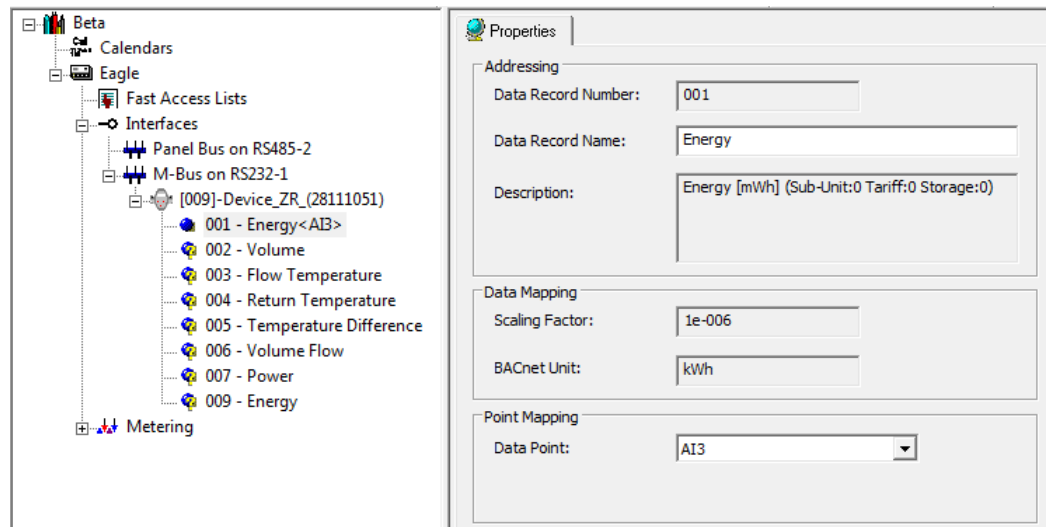 Beta
Calendars
Eagle
Fast Access Lists
Interfaces
Panel Bus on RS485-2
M-Bus on RS232-1
[009]-Device_ZR_(28111051)
001 - Energy<AI3>
002 - Volume
003 - Flow Temperature
004 - Return Temperature
005 - Temperature Difference
006 - Volume Flow
007 - Power
009 - Energy
Metering
Properties
Addressing
Data Record Number: 001
Data Record Name: Energy
Description: Energy [mWh] (Sub-Unit:0 Tariff:0 Storage:0)
Data Mapping
Scaling Factor: 1e-006
BACnet Unit: kWh
Point Mapping
Data Point: AI3